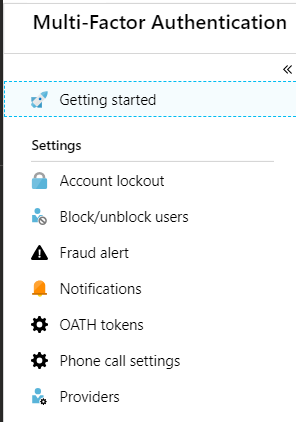 Multi-Factor Authentication
«
Getting started
Settings
Account lockout
Block/unblock users
Fraud alert
Notifications
OATH tokens
Phone call settings
Providers